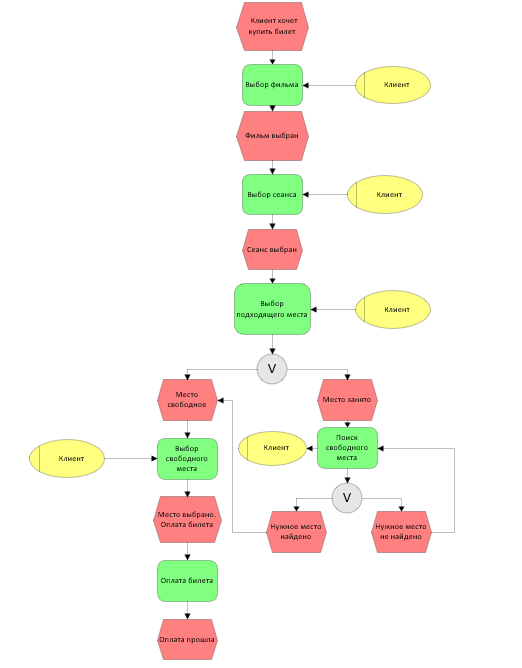 Клиент хочет
купить билет
Выбор фильма
Клиент
Фильм выбран
Выбор сеанса
Клиент
Сеанс выбран
Выбор
подходящего места
Клиент
V
Место
свободное
Место занято
Клиент
Выбор
свободного
места
Клиент
Поиск
свободного
места
V
Место выбрано.
Оплата билета
Нужное место
найдено
Нужное место
не найдено
Оплата билета
Оплата прошла